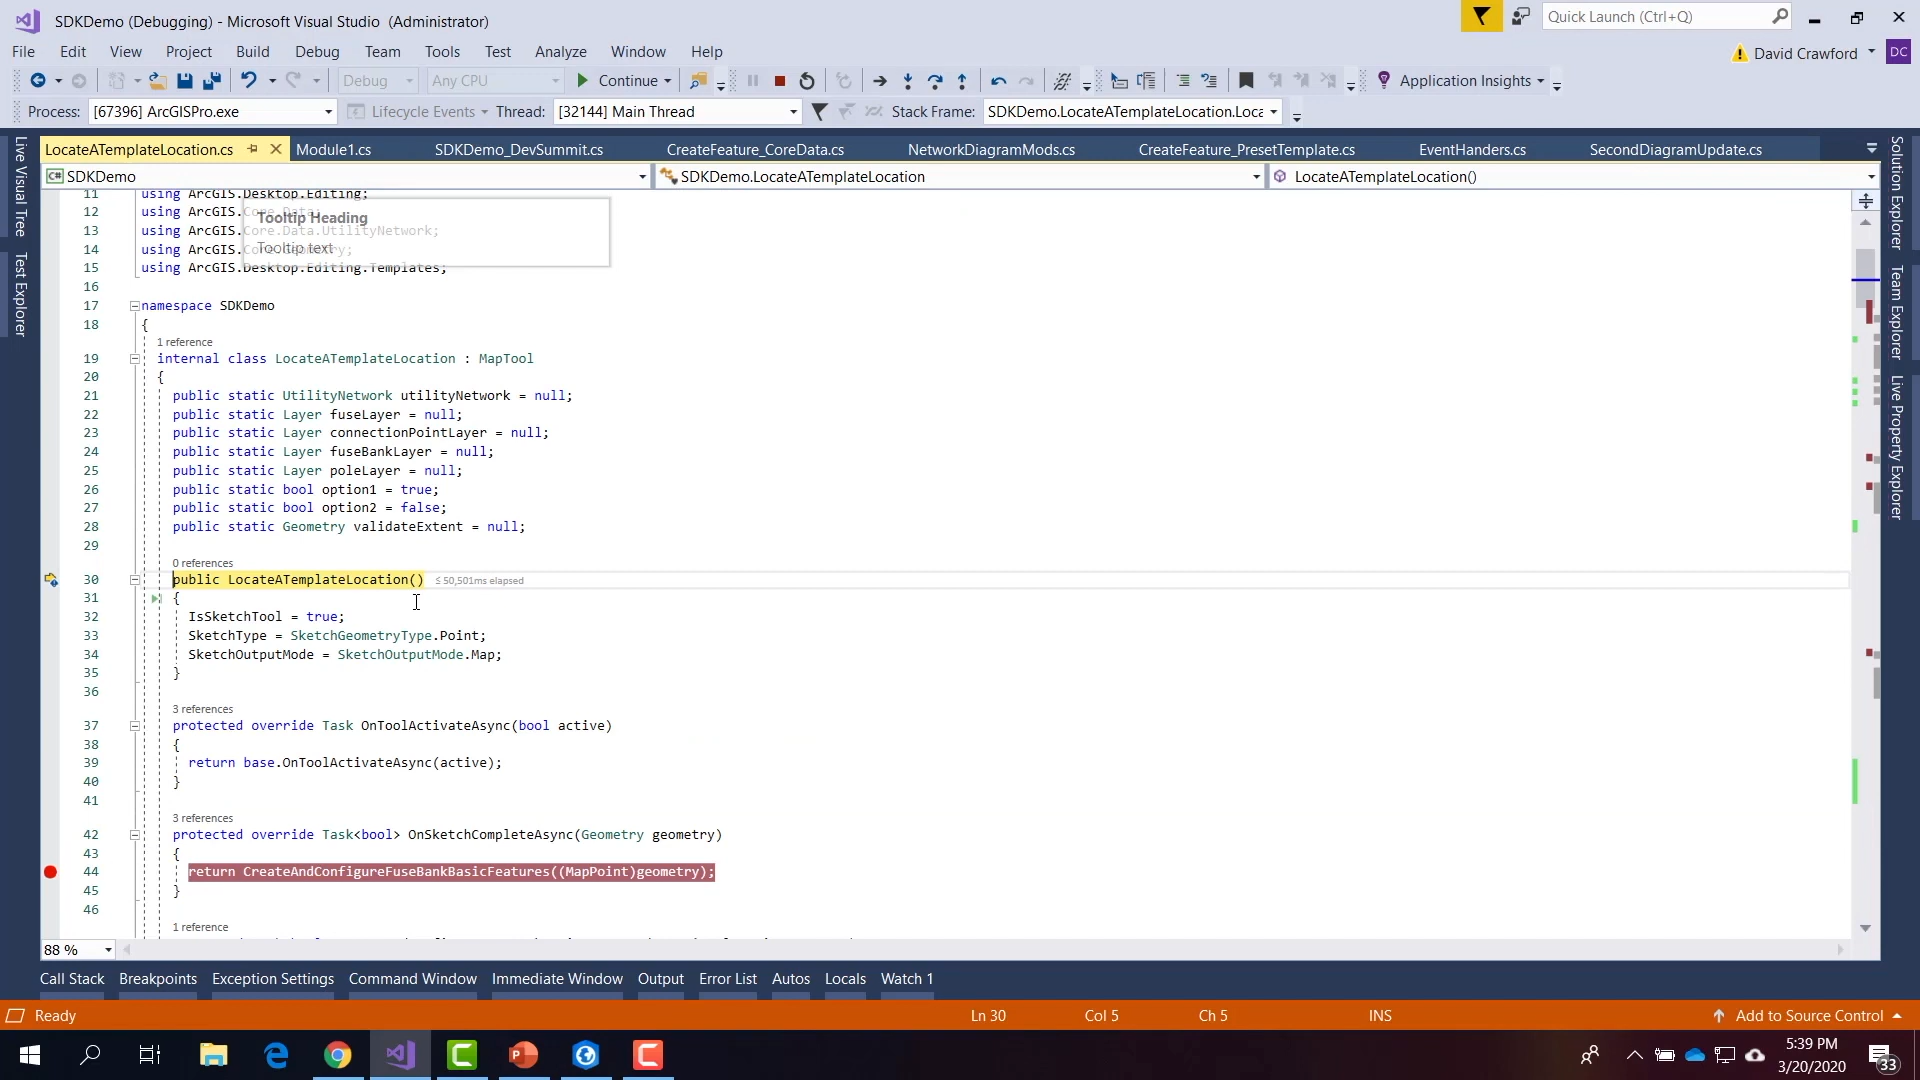 SDKDemo (Debugging) - Microsoft Visual Studio (Administrator)
Quick Launch (Ctrl+Q)
File Edit View Project Build Debug Team Tools Test Analyze Window Help
David Crawford DC
Debug Any CPU Continue Application Insights
Process: [67396] ArcGISPro.exe Lifecycle Events Thread: [32144] Main Thread Stack Frame: SDKDemo.LocateATemplateLocation.Loca
LocateATemplateLocation.cs Module1.cs SDKDemo_DevSummit.cs CreateFeature_CoreData.cs NetworkDiagramMods.cs CreateFeature_PresetTemplate.cs EventHanders.cs SecondDiagramUpdate.cs
C# SDKDemo SDKDemo.LocateATemplateLocation LocateATemplateLocation()
Live Visual Tree
Test Explorer
11 using ArcGIS.Desktop.Editing;
12 using ArcGIS.Core.Data;
Tooltip Heading
13 using ArcGIS.Core.Data.UtilityNetwork;
14 using ArcGIS.Core.Geometry;
Tooltip text
15 using ArcGIS.Desktop.Editing.Templates;
16
17 namespace SDKDemo
18 {
1 reference
19 internal class LocateATemplateLocation : MapTool
20 {
21 public static UtilityNetwork utilityNetwork = null;
22 public static Layer fuseLayer = null;
23 public static Layer connectionPointLayer = null;
24 public static Layer fuseBankLayer = null;
25 public static Layer poleLayer = null;
26 public static bool option1 = true;
27 public static bool option2 = false;
28 public static Geometry validateExtent = null;
29
0 references
30 public LocateATemplateLocation() ≤ 50,501ms elapsed
31 {
32 IsSketchTool = true;
33 SketchType = SketchGeometryType.Point;
34 SketchOutputMode = SketchOutputMode.Map;
35 }
36
3 references
37 protected override Task OnToolActivateAsync(bool active)
38 {
39 return base.OnToolActivateAsync(active);
40 }
41
3 references
42 protected override Task<bool> OnSketchCompleteAsync(Geometry geometry)
43 {
44 return CreateAndConfigureFuseBankBasicFeatures((MapPoint)geometry);
45 }
46
1 reference
Solution Explorer
Team Explorer
Live Property Explorer
88 %
Call Stack Breakpoints Exception Settings Command Window Immediate Window Output Error List Autos Locals Watch 1
Ready Ln 30 Col 5 Ch 5 INS Add to Source Control
5:39 PM
3/20/2020
33